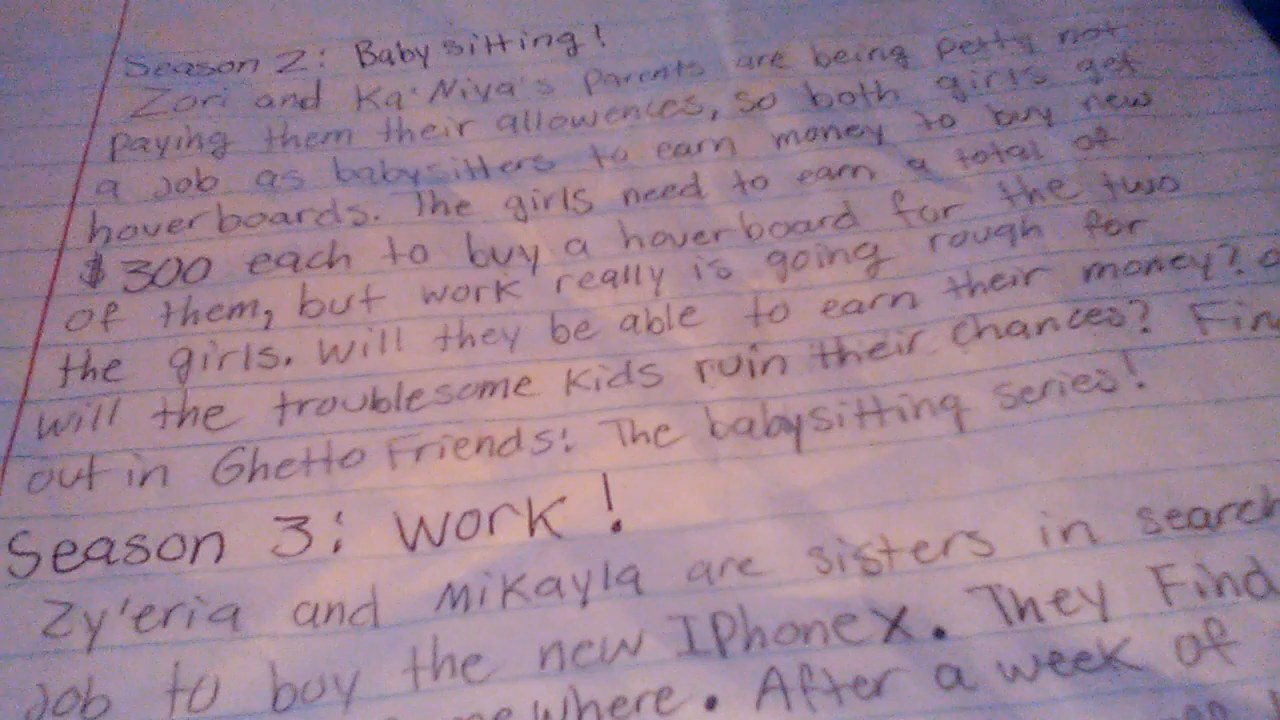 Season 2: Babysitting!
Zori and Ka'Niya's parents are being petty not
paying them their allowences, so both girls get
a job as babysitters to earn money to buy new
hoverboards. The girls need to earn a total of
$300 each to buy a hoverboard for the two
of them, but work really is going rough for
the girls. Will they be able to earn their money? O
will the troublesome kids ruin their chances? Fin
out in Ghetto Friends: The babysitting series!
Season 3: Work!
Zy'eria and Mikayla are sisters in search
job to buy the new IPhone X. They Find
where. After a week of